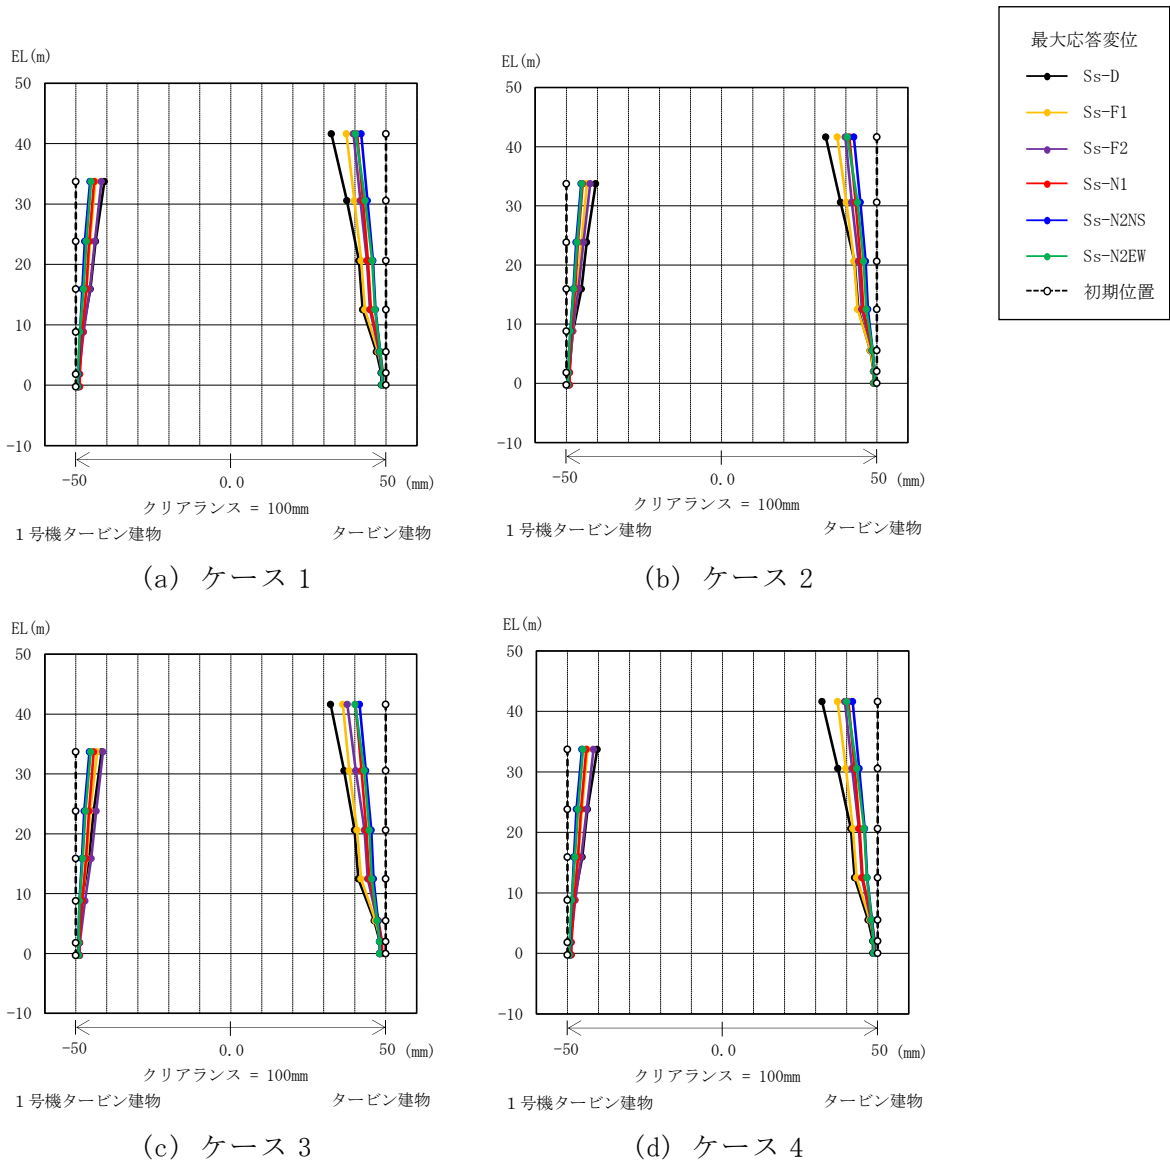 最大応答変位
Ss-D
Ss-F1
Ss-F2
Ss-N1
Ss-N2NS
Ss-N2EW
初期位置
EL(m)
50
40
30
20
10
0
-10
-50 0.0 50 (mm)
クリアランス = 100mm
1号機タービン建物 タービン建物
(a) ケース 1
EL(m)
50
40
30
20
10
0
-10
-50 0.0 50 (mm)
クリアランス = 100mm
1号機タービン建物 タービン建物
(b) ケース 2
EL(m)
50
40
30
20
10
0
-10
-50 0.0 50 (mm)
クリアランス = 100mm
1号機タービン建物 タービン建物
(c) ケース 3
EL(m)
50
40
30
20
10
0
-10
-50 0.0 50 (mm)
クリアランス = 100mm
1号機タービン建物 タービン建物
(d) ケース 4